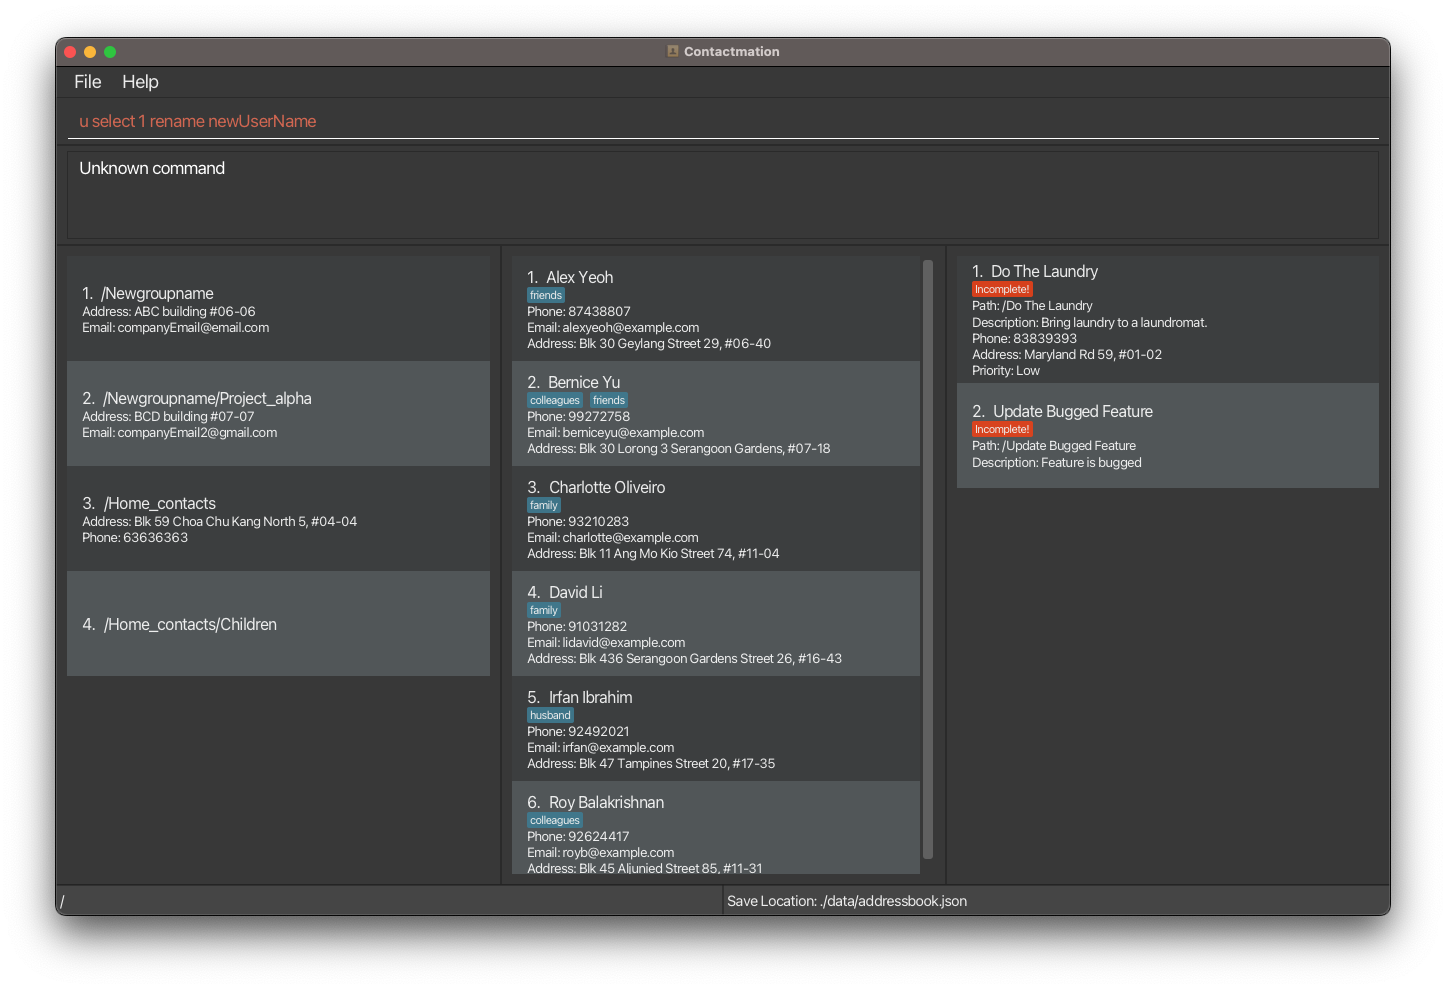 Contactmation
File Help
u select 1 rename newUserName
Unknown command
1. /Newgroupname
Address: ABC building #06-06
Email: companyEmail@email.com
2. /Newgroupname/Project_alpha
Address: BCD building #07-07
Email: companyEmail2@gmail.com
3. /Home_contacts
Address: Blk 59 Choa Chu Kang North 5, #04-04
Phone: 63636363
4. /Home_contacts/Children
1. Alex Yeoh
friends
Phone: 87438807
Email: alexyeoh@example.com
Address: Blk 30 Geylang Street 29, #06-40
2. Bernice Yu
colleagues friends
Phone: 99272758
Email: berniceyu@example.com
Address: Blk 30 Lorong 3 Serangoon Gardens, #07-18
3. Charlotte Oliveiro
family
Phone: 93210283
Email: charlotte@example.com
Address: Blk 11 Ang Mo Kio Street 74, #11-04
4. David Li
family
Phone: 91031282
Email: lidavid@example.com
Address: Blk 436 Serangoon Gardens Street 26, #16-43
5. Irfan Ibrahim
husband
Phone: 92492021
Email: irfan@example.com
Address: Blk 47 Tampines Street 20, #17-35
6. Roy Balakrishnan
colleagues
Phone: 92624417
Email: royb@example.com
Address: Blk 45 Aljunied Street 85, #11-31
1. Do The Laundry
Incomplete!
Path: /Do The Laundry
Description: Bring laundry to a laundromat.
Phone: 83839393
Address: Maryland Rd 59, #01-02
Priority: Low
2. Update Bugged Feature
Incomplete!
Path: /Update Bugged Feature
Description: Feature is bugged
/
Save Location: ./data/addressbook.json